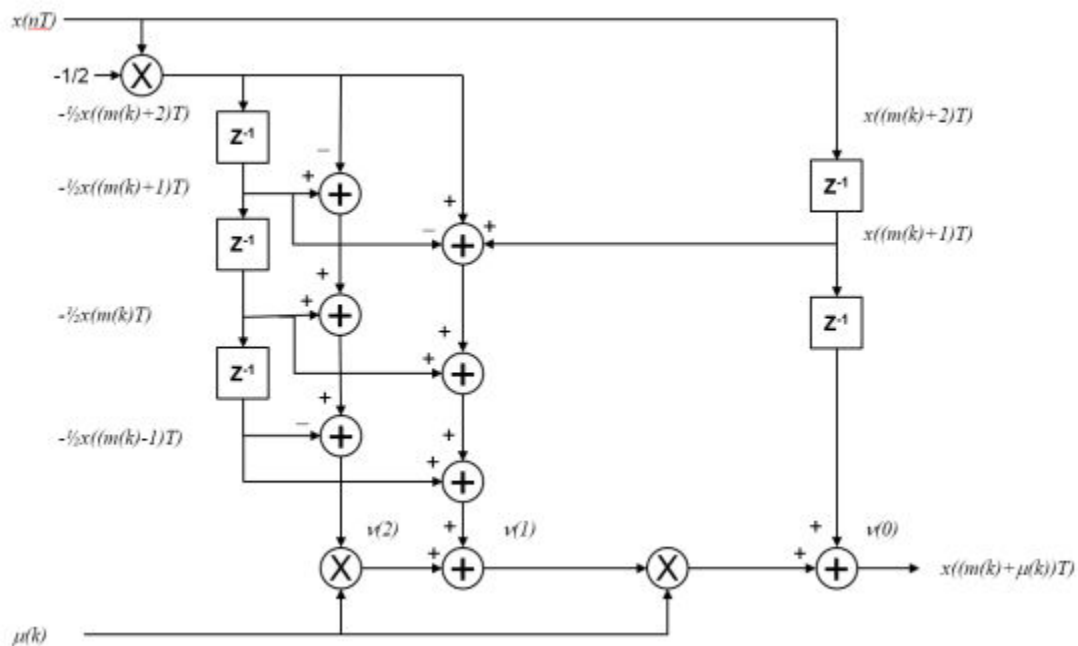 x(nT)
-1/2
X
-½x((m(k)+2)T)
x((m(k)+2)T)
Z-1
–
Z-1
-½x((m(k)+1)T)
+
+
+
–
+
+
x((m(k)+1)T)
Z-1
+
-½x(m(k)T)
+
+
Z-1
+
+
+
Z-1
+
-½x((m(k)-1)T)
–
+
+
+
+
v(2)
+
v(1)
+
v(0)
X
+
+
X
+
+
x((m(k)+μ(k))T)
μ(k)